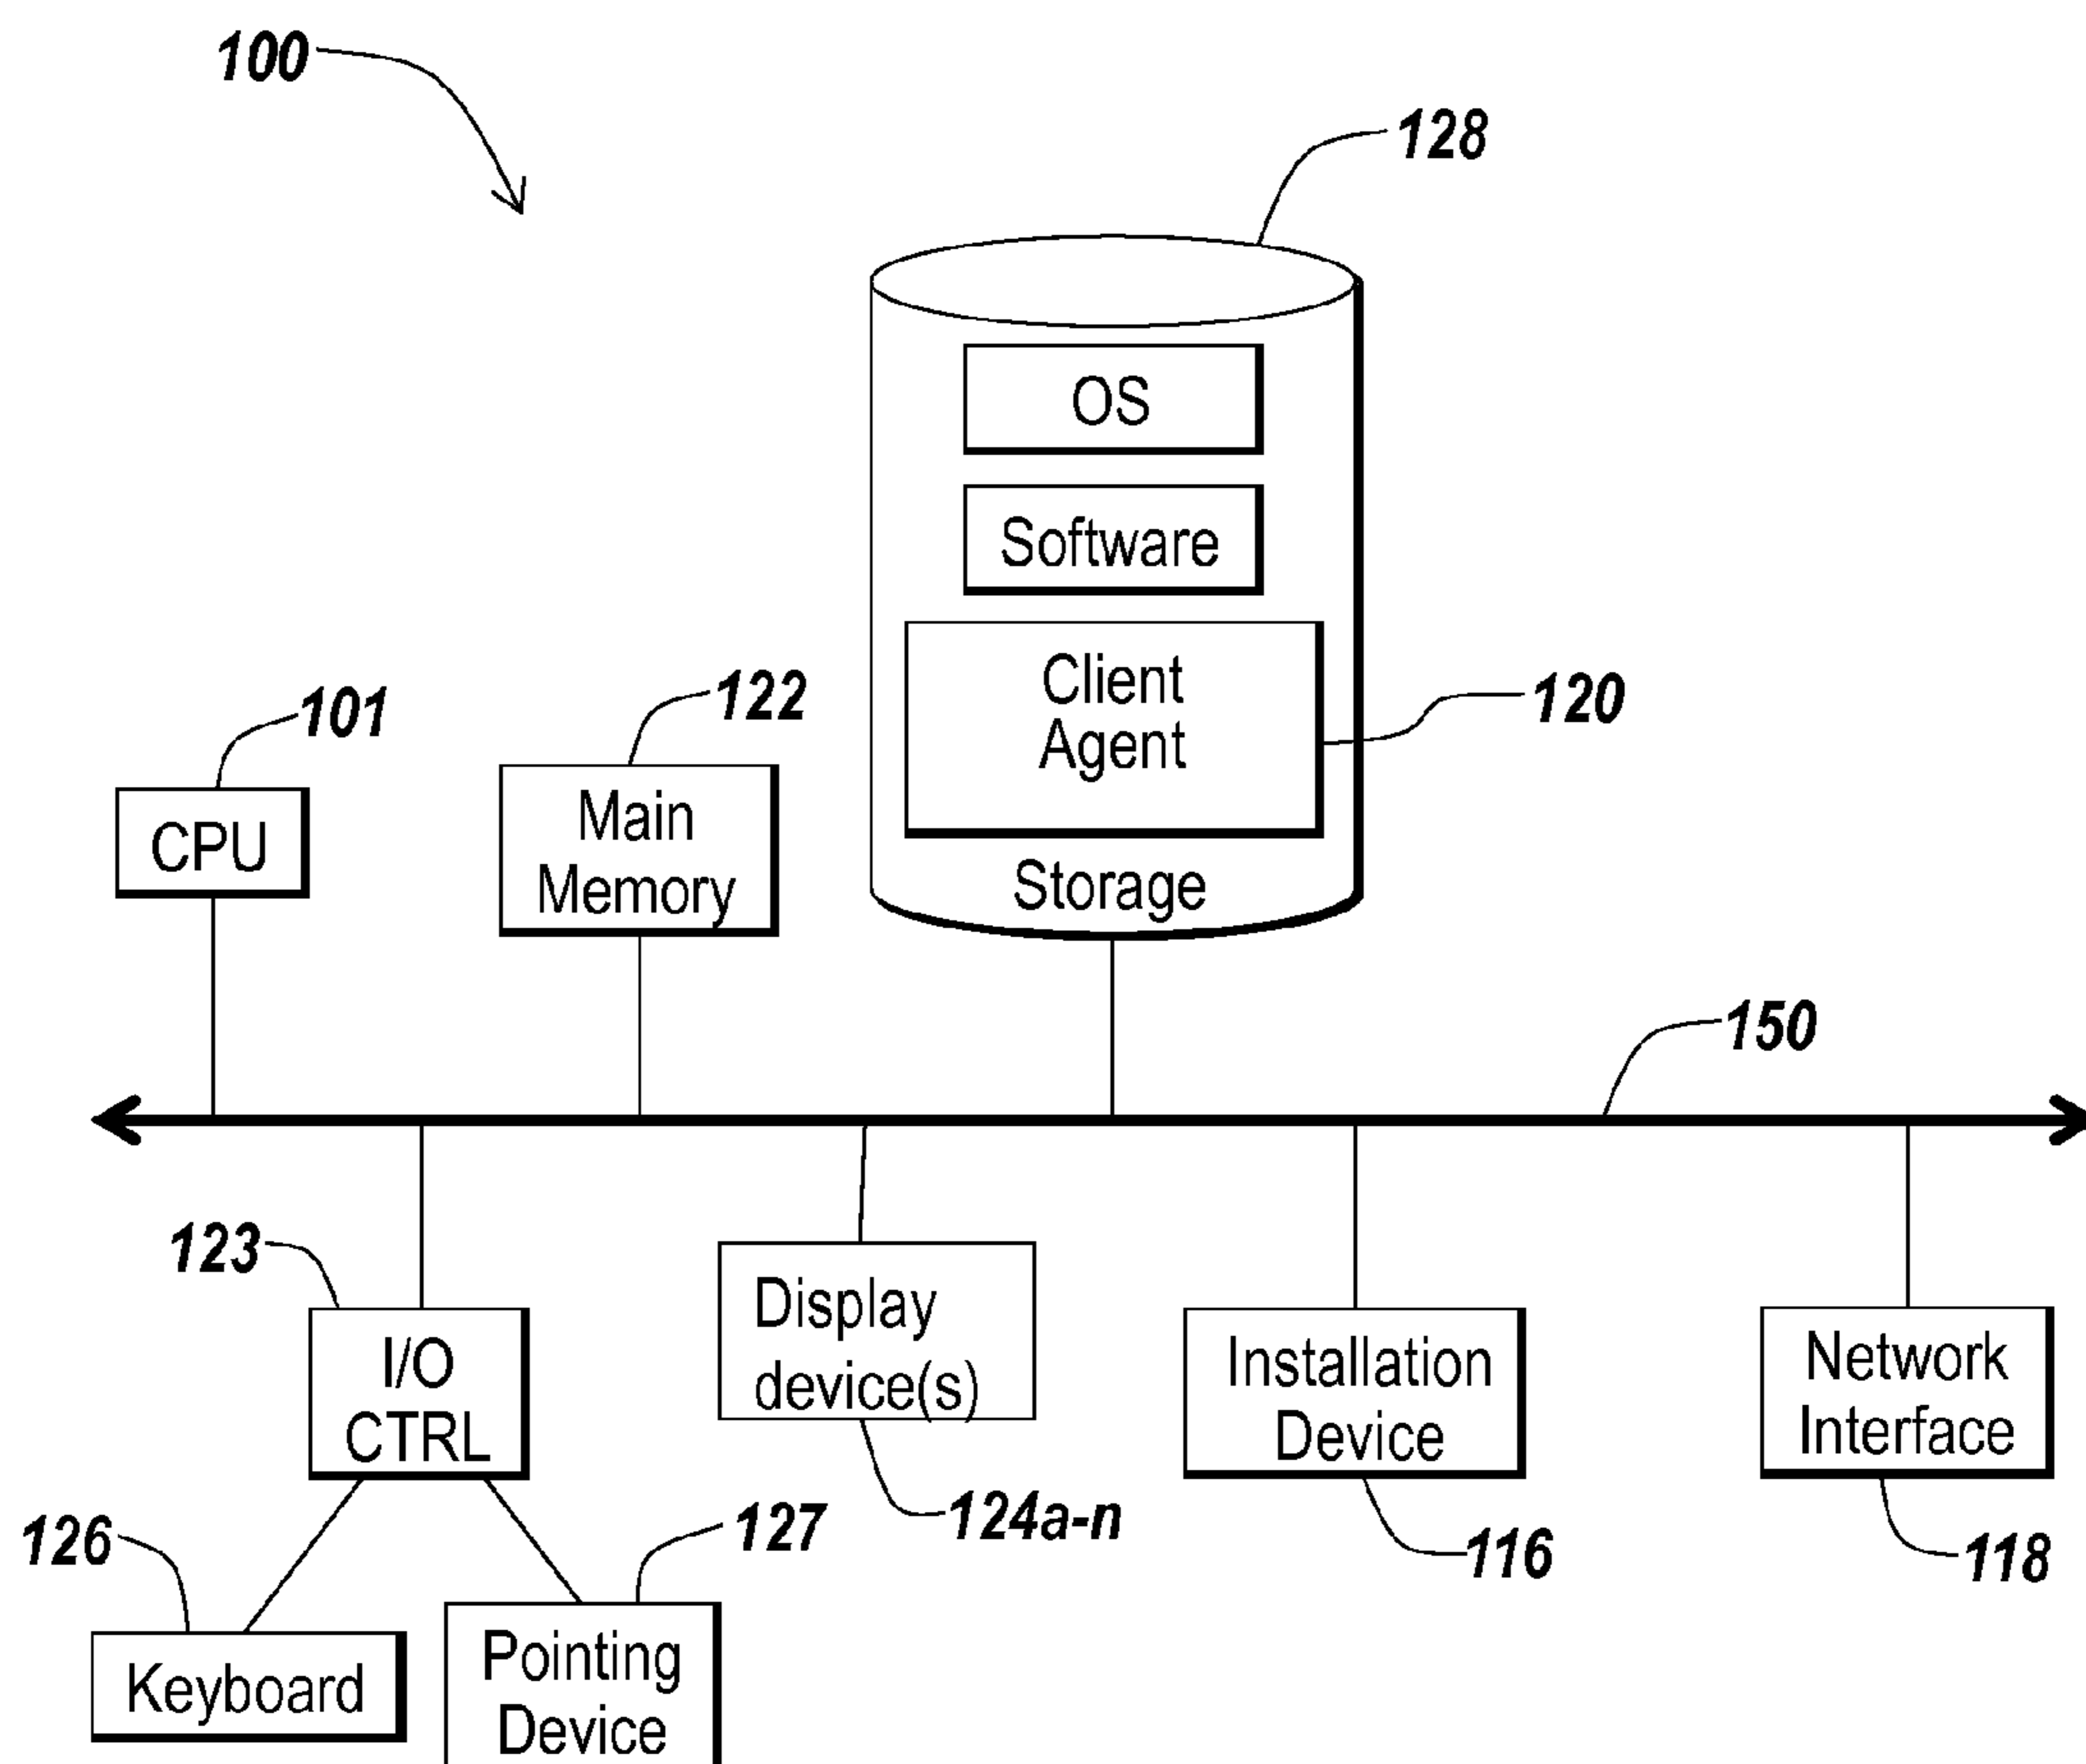 100
128
OS
Software
Client
Agent
120
Storage
101
CPU
122
Main
Memory
150
123
I/O
CTRL
Display
device(s)
124a-n
Installation
Device
116
Network
Interface
118
126
Keyboard
127
Pointing
Device